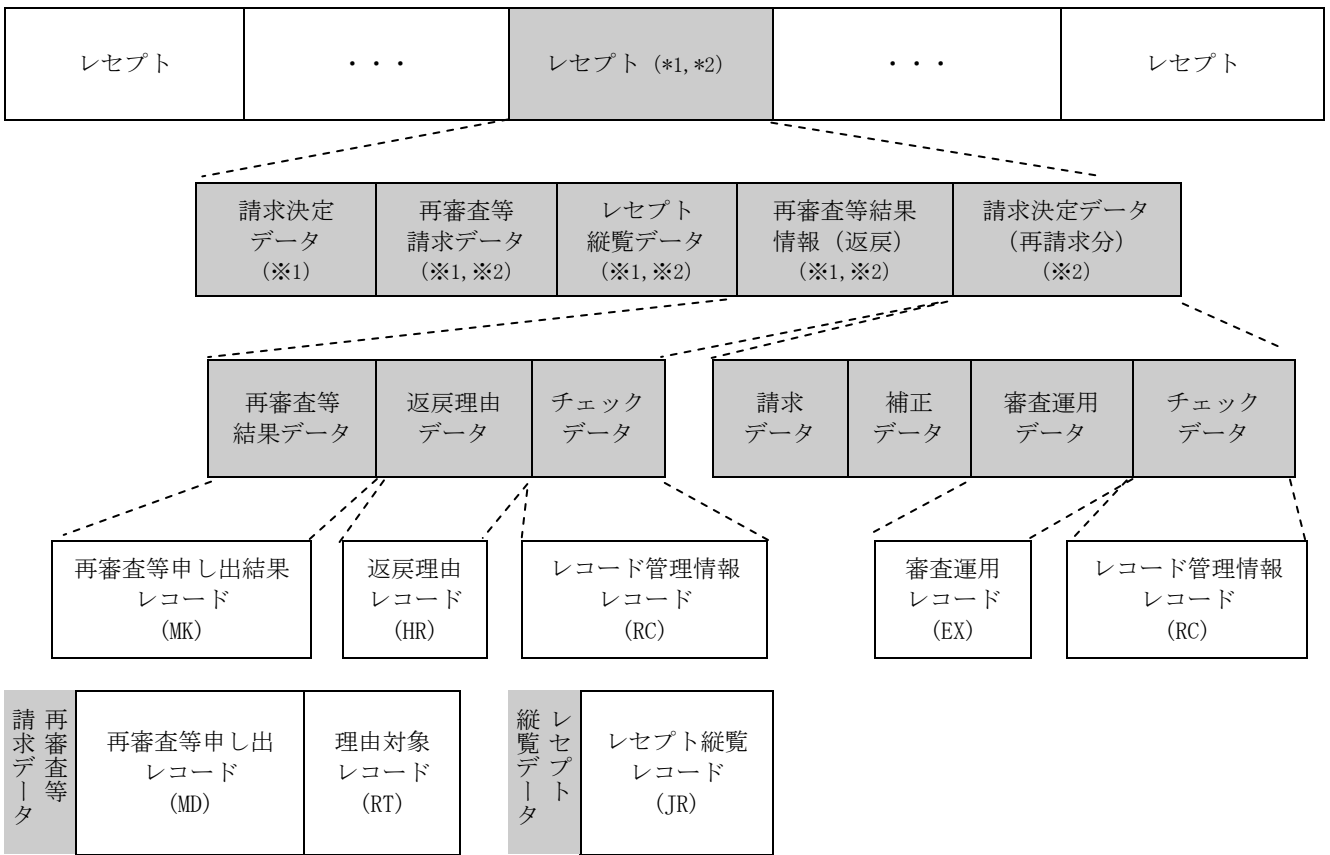 レセプト
・・・
レセプト (*1,*2)
・・・
レセプト
請求決定
データ
(※1)
再審査等
請求データ
(※1,※2)
レセプト
縦覧データ
(※1,※2)
再審査等結果
情報（返戻）
(※1,※2)
請求決定データ
（再請求分）
(※2)
再審査等
結果データ
返戻理由
データ
チェック
データ
請求
データ
補正
データ
審査運用
データ
チェック
データ
再審査等申し出結果
レコード
(MK)
返戻理由
レコード
(HR)
レコード管理情報
レコード
(RC)
審査運用
レコード
(EX)
レコード管理情報
レコード
(RC)
再審査等
請求データ
再審査等申し出
レコード
(MD)
理由対象
レコード
(RT)
レセプト
縦覧データ
レセプト縦覧
レコード
(JR)